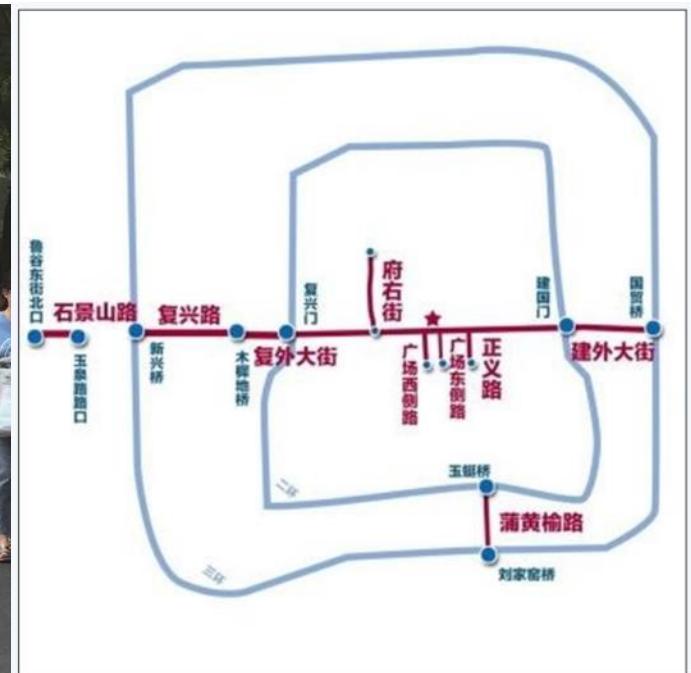 鲁谷东街北口
石景山路
玉泉路路口
复兴路
新兴桥
木樨地桥
复兴门
复外大街
府右街
广场西侧路
广场东侧路
正义路
建国门
建外大街
国贸桥
玉蜓桥
蒲黄榆路
刘家窑桥
二环
三环